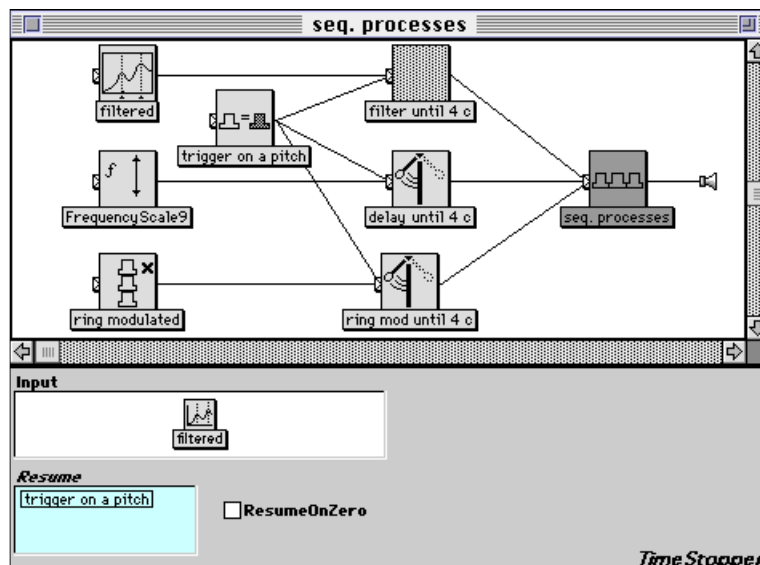 seq. processes
filtered
filter until 4 c
trigger on a pitch
FrequencyScale9
delay until 4 c
seq. processes
ring modulated
ring mod until 4 c
Input
filtered
Resume
trigger on a pitch
ResumeOnZero
TimeStopper